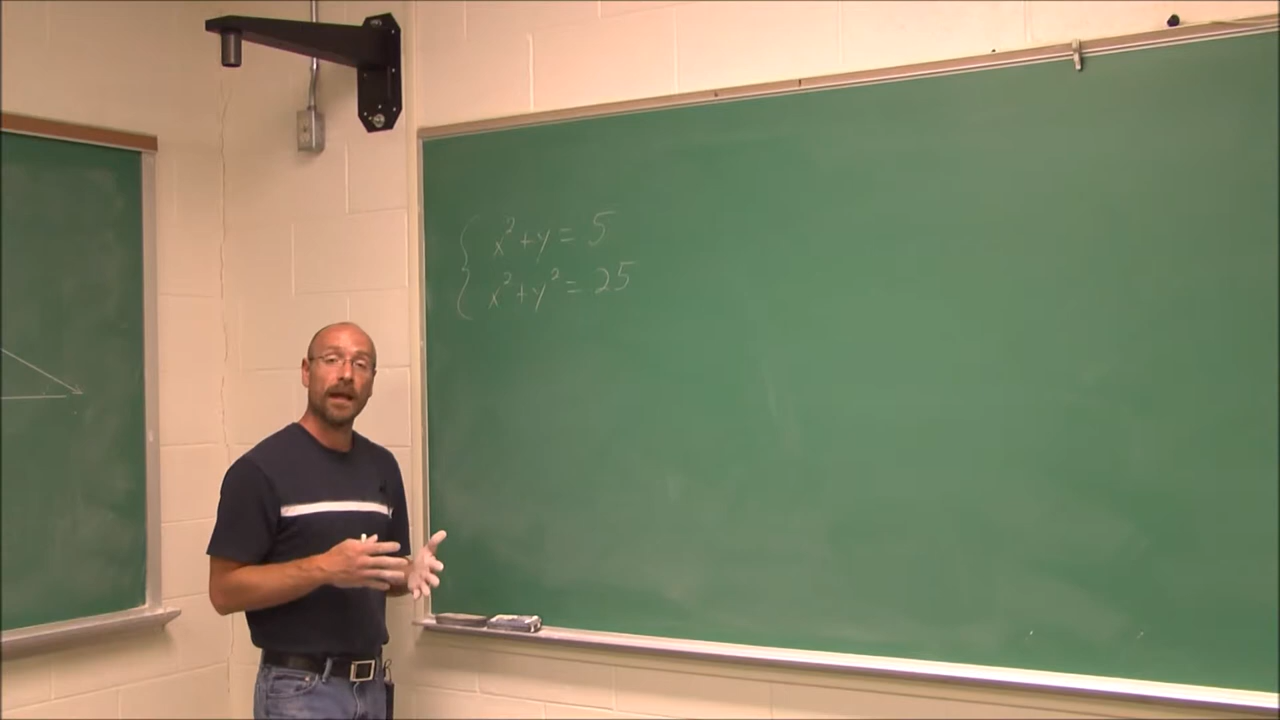 x² + y = 5
x² + y² = 25